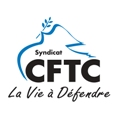 Syndicat
CFTC
La Vie à Défendre